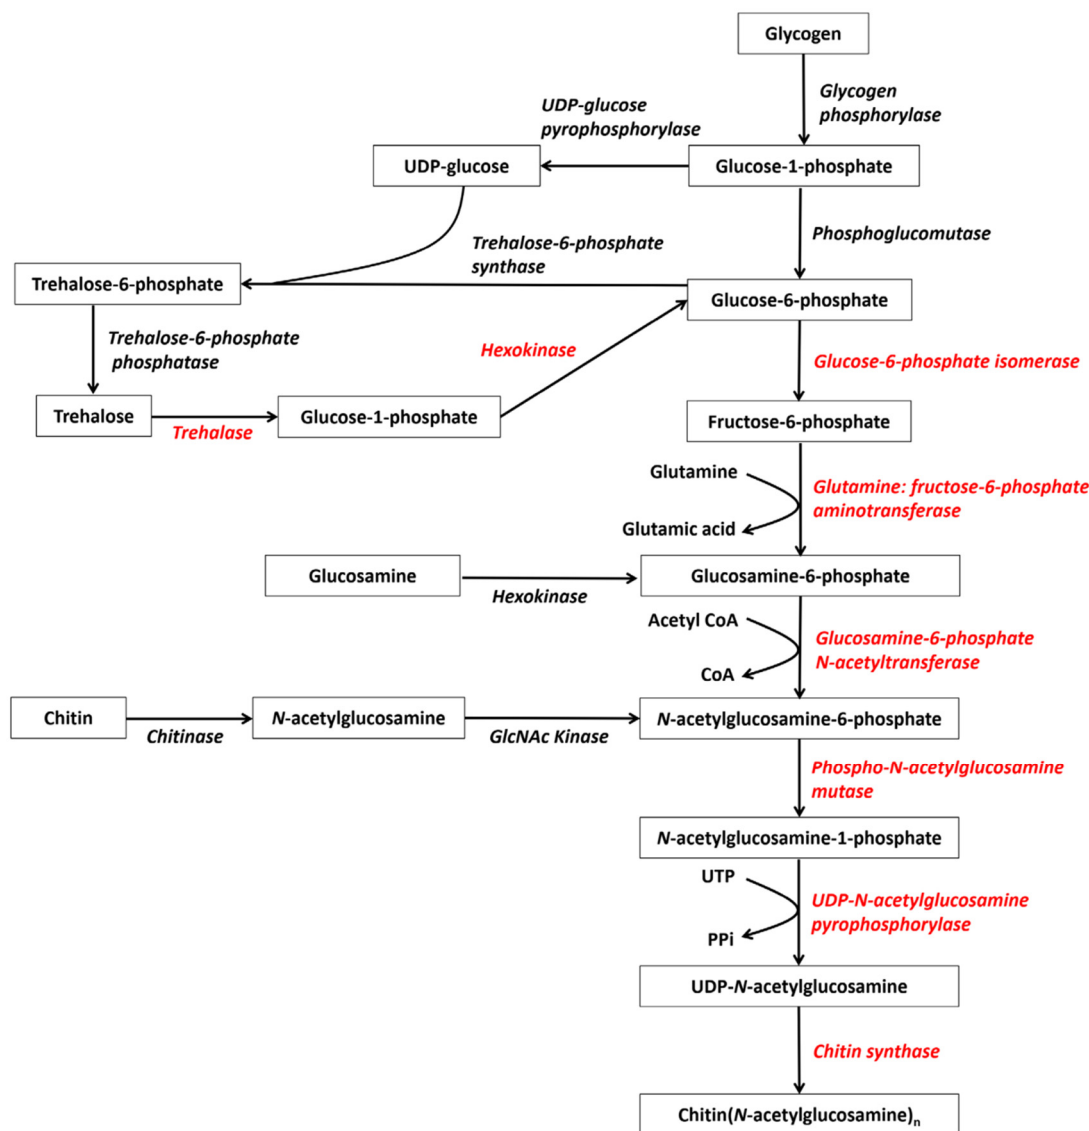 Glycogen
Glycogen
phosphorylase
UDP-glucose
pyrophosphorylase
UDP-glucose
Glucose-1-phosphate
Phosphoglucomutase
Trehalose-6-phosphate
synthase
Trehalose-6-phosphate
Glucose-6-phosphate
Trehalose-6-phosphate
phosphatase
Hexokinase
Glucose-6-phosphate isomerase
Trehalose
Trehalase
Glucose-1-phosphate
Fructose-6-phosphate
Glutamine
Glutamic acid
Glutamine: fructose-6-phosphate
aminotransferase
Glucosamine
Hexokinase
Glucosamine-6-phosphate
Acetyl CoA
CoA
Glucosamine-6-phosphate
N-acetyltransferase
Chitin
Chitinase
N-acetylglucosamine
GlcNAc Kinase
N-acetylglucosamine-6-phosphate
Phospho-N-acetylglucosamine
mutase
N-acetylglucosamine-1-phosphate
UTP
PPi
UDP-N-acetylglucosamine
pyrophosphorylase
UDP-N-acetylglucosamine
Chitin synthase
Chitin(N-acetylglucosamine)n